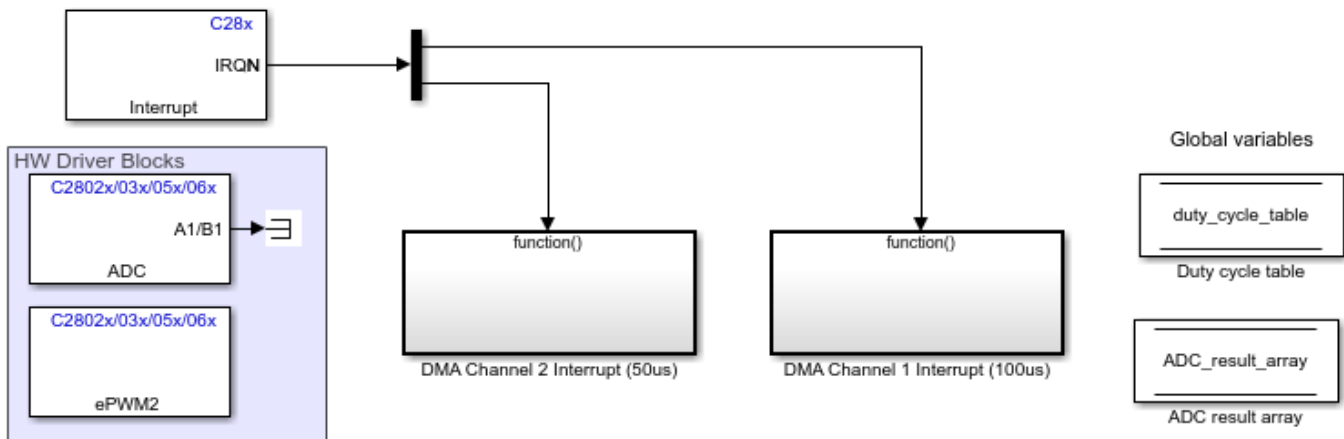 C28x
IRQN
Interrupt
HW Driver Blocks
C2802x/03x/05x/06x
A1/B1
ADC
C2802x/03x/05x/06x
ePWM2
function()
DMA Channel 2 Interrupt (50us)
function()
DMA Channel 1 Interrupt (100us)
Global variables
duty_cycle_table
Duty cycle table
ADC_result_array
ADC result array